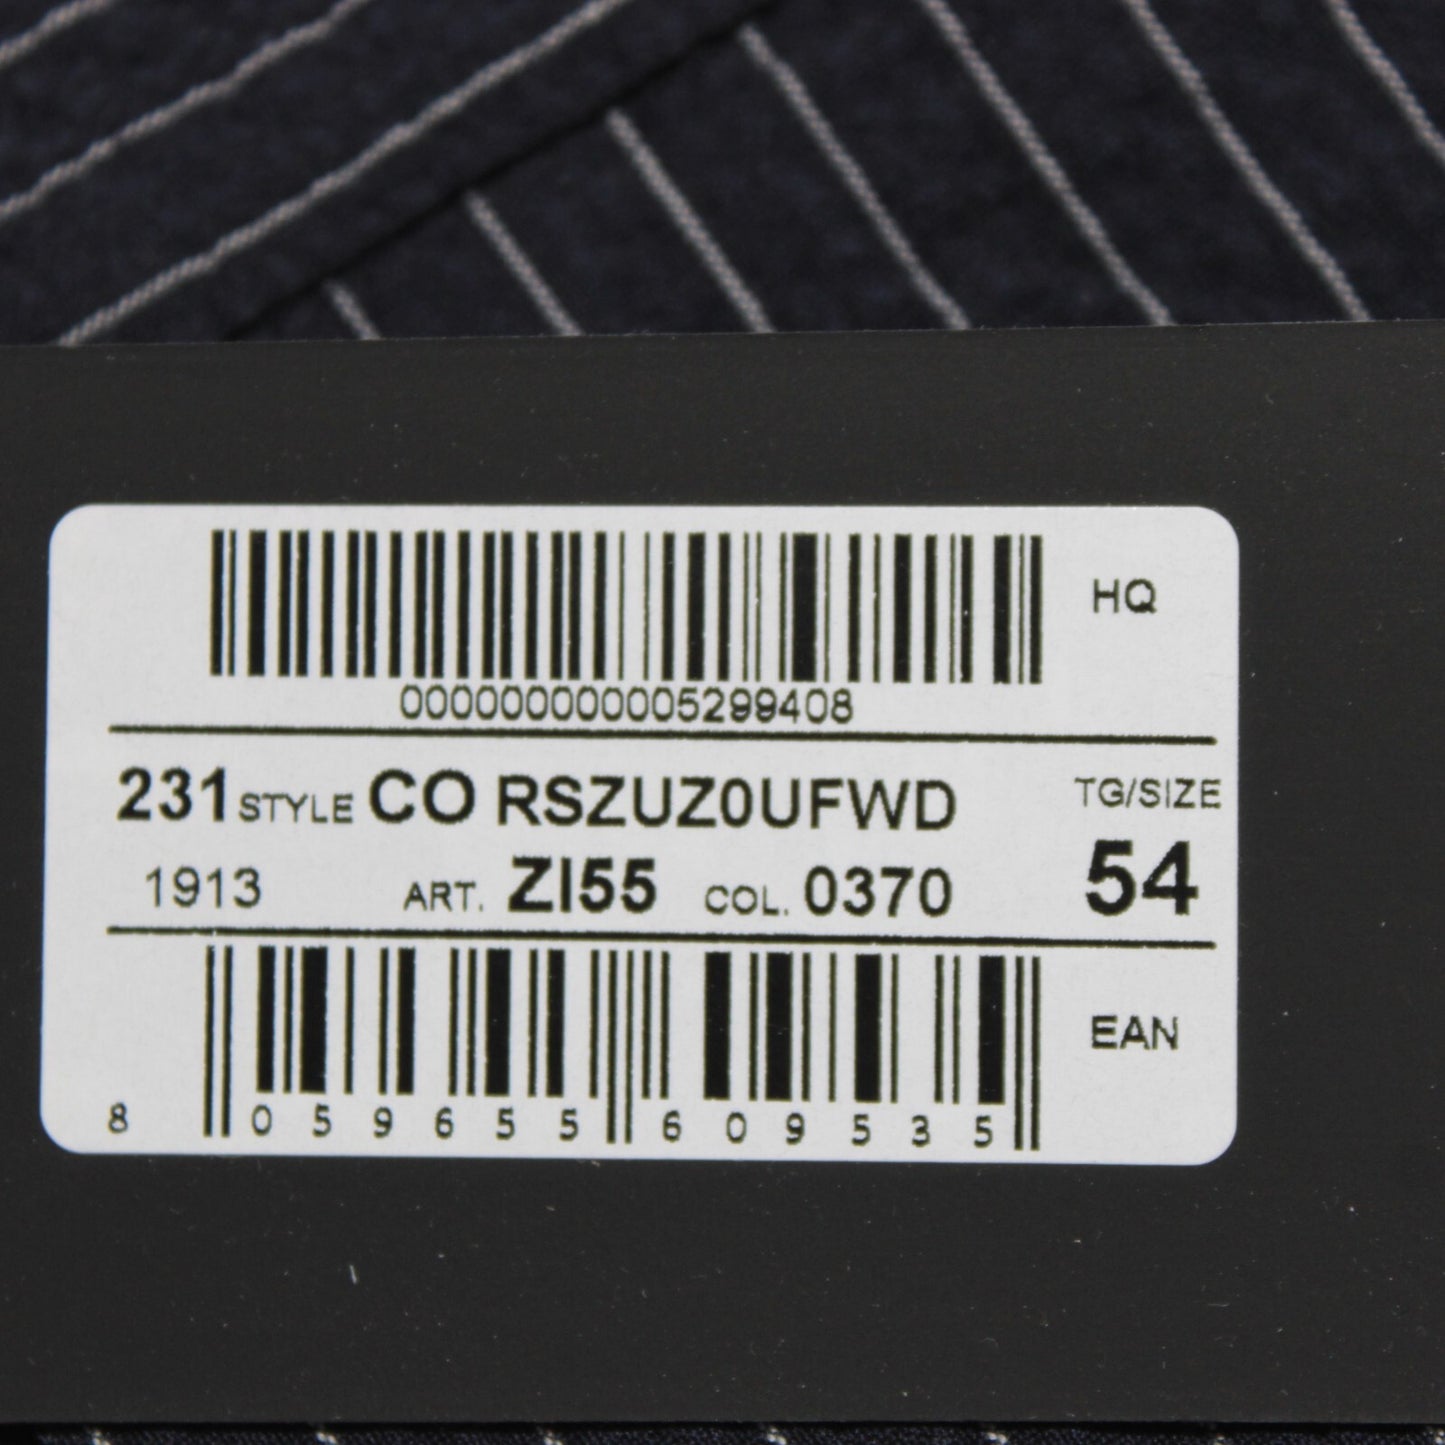 HQ
000000000005299408
231 STYLE CO RSZUZ0UFWD TG/SIZE
1913 ART. ZI55 COL. 0370 54
EAN
8 059655 609535